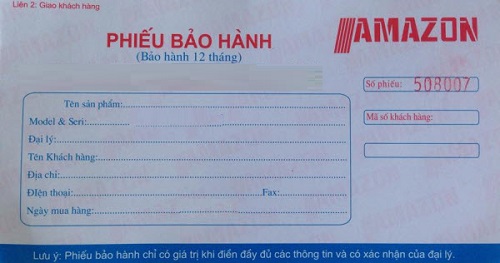 Liên 2: Giao khách hàng
AMAZON
PHIẾU BẢO HÀNH
(Bảo hành 12 tháng)
Số phiếu: 508007
Mã số khách hàng:
Tên sản phẩm:
Model & Seri:
Đại lý:
Tên Khách hàng:
Địa chỉ:
Điện thoại: Fax:
Ngày mua hàng:
Lưu ý: Phiếu bảo hành chỉ có giá trị khi điền đầy đủ các thông tin và có xác nhận của đại lý.